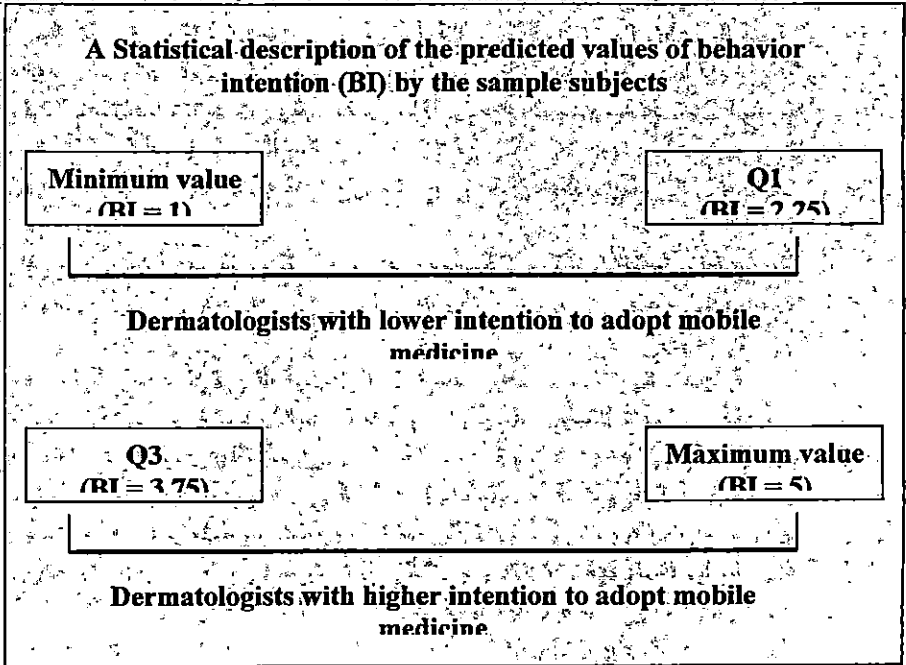 A Statistical description of the predicted values of behavior
intention (BI) by the sample subjects
Minimum value
(BI = 1)
Q1
(BI = 2.25)
Dermatologists with lower intention to adopt mobile
medicine
Q3
(BI = 3.75)
Maximum value
(BI = 5)
Dermatologists with higher intention to adopt mobile
medicine